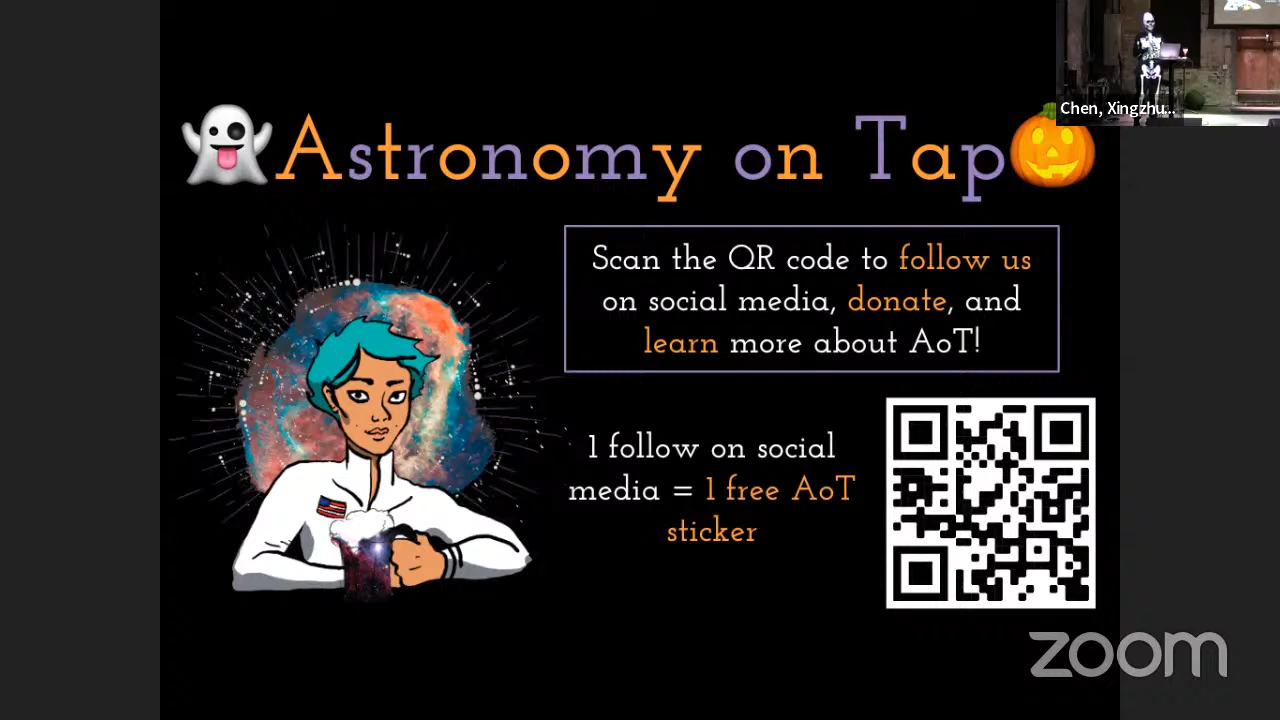 Chen, Xingzhu...
Astronomy on Tap
Scan the QR code to follow us
on social media, donate, and
learn more about AoT!
1 follow on social
media = 1 free AoT
sticker
zoom